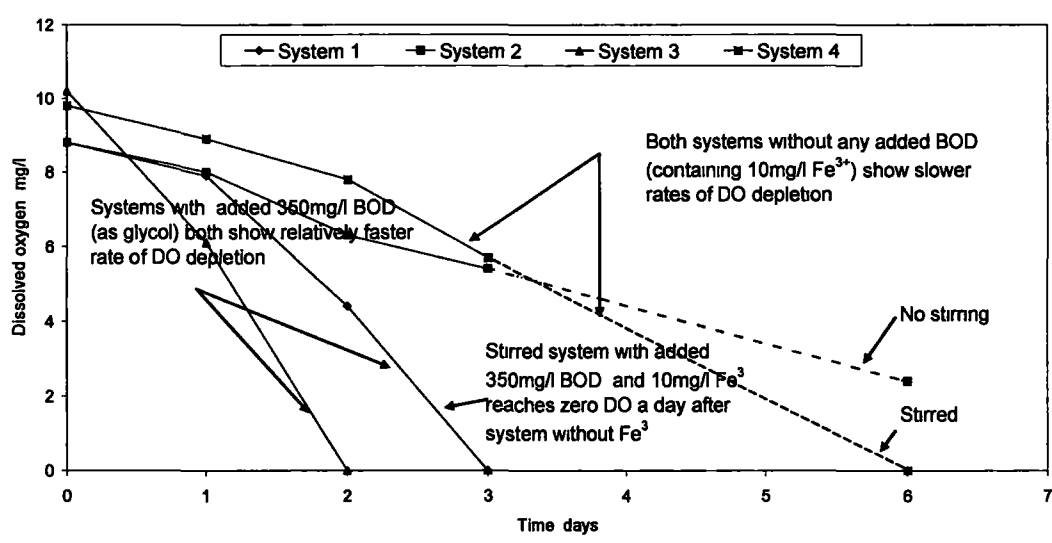 12
10
8
6
4
2
0
Dissolved oxygen mg/l
System 1 System 2 System 3 System 4
Both systems without any added BOD
(containing 10mg/l Fe³⁺) show slower
rates of DO depletion
Systems with added 350mg/l BOD
(as glycol) both show relatively faster
rate of DO depletion
No stirring
Stirred system with added
350mg/l BOD and 10mg/l Fe³
reaches zero DO a day after
system without Fe³
Stirred
0 1 2 3 4 5 6 7
Time days